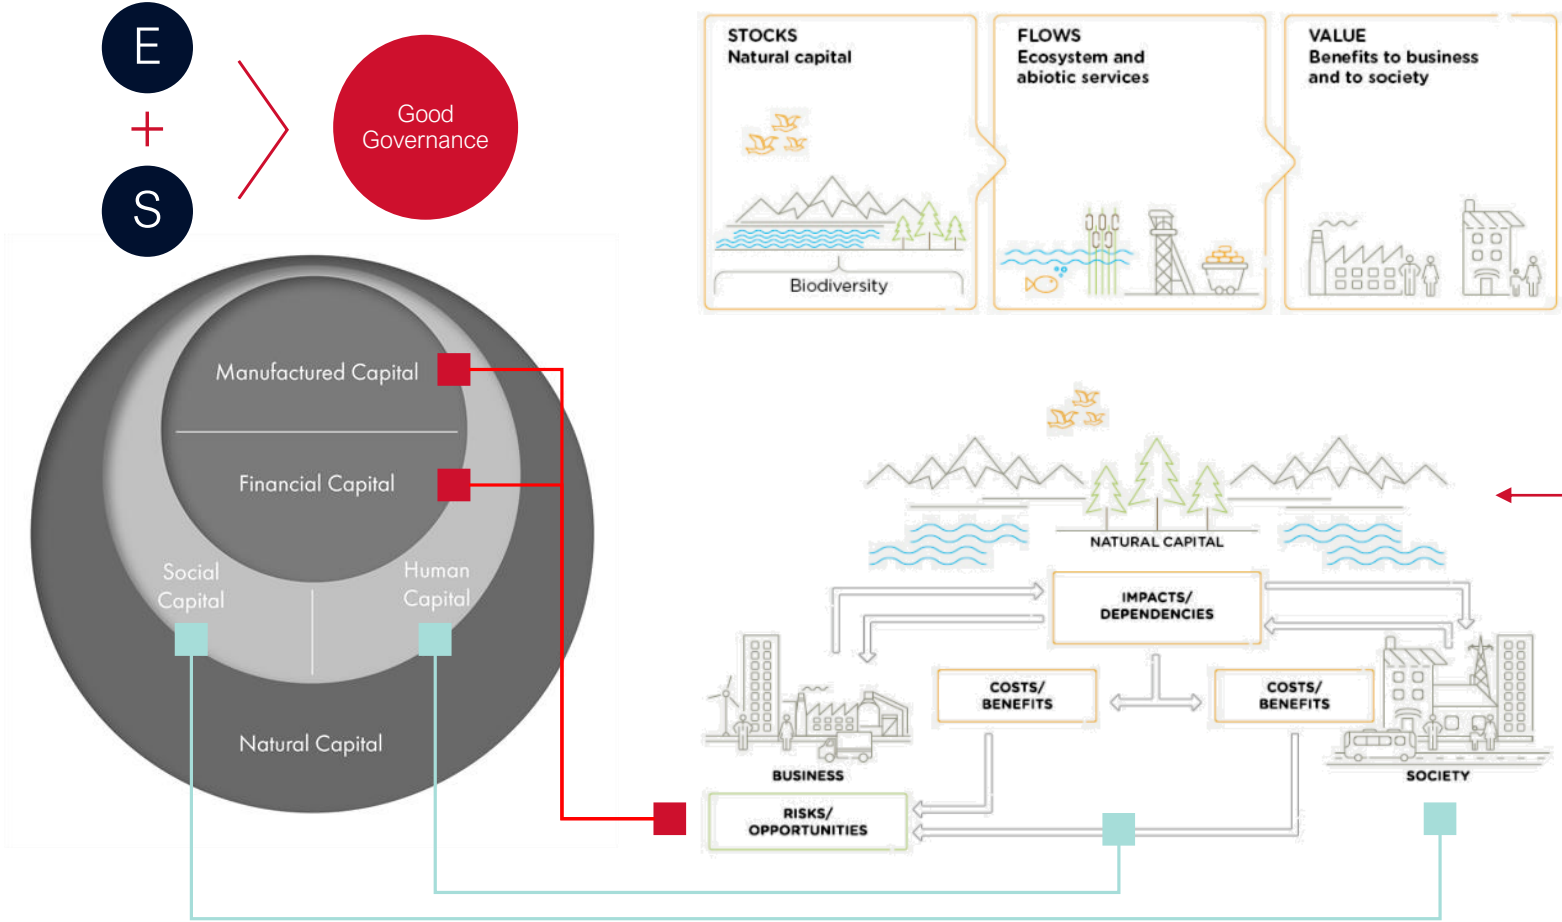 E
+
S
Good
Governance
STOCKS
Natural capital
Biodiversity
FLOWS
Ecosystem and
abiotic services
VALUE
Benefits to business
and to society
Manufactured Capital
Financial Capital
Social
Capital
Human
Capital
Natural Capital
NATURAL CAPITAL
IMPACTS/
DEPENDENCIES
COSTS/
BENEFITS
COSTS/
BENEFITS
BUSINESS
SOCIETY
RISKS/
OPPORTUNITIES